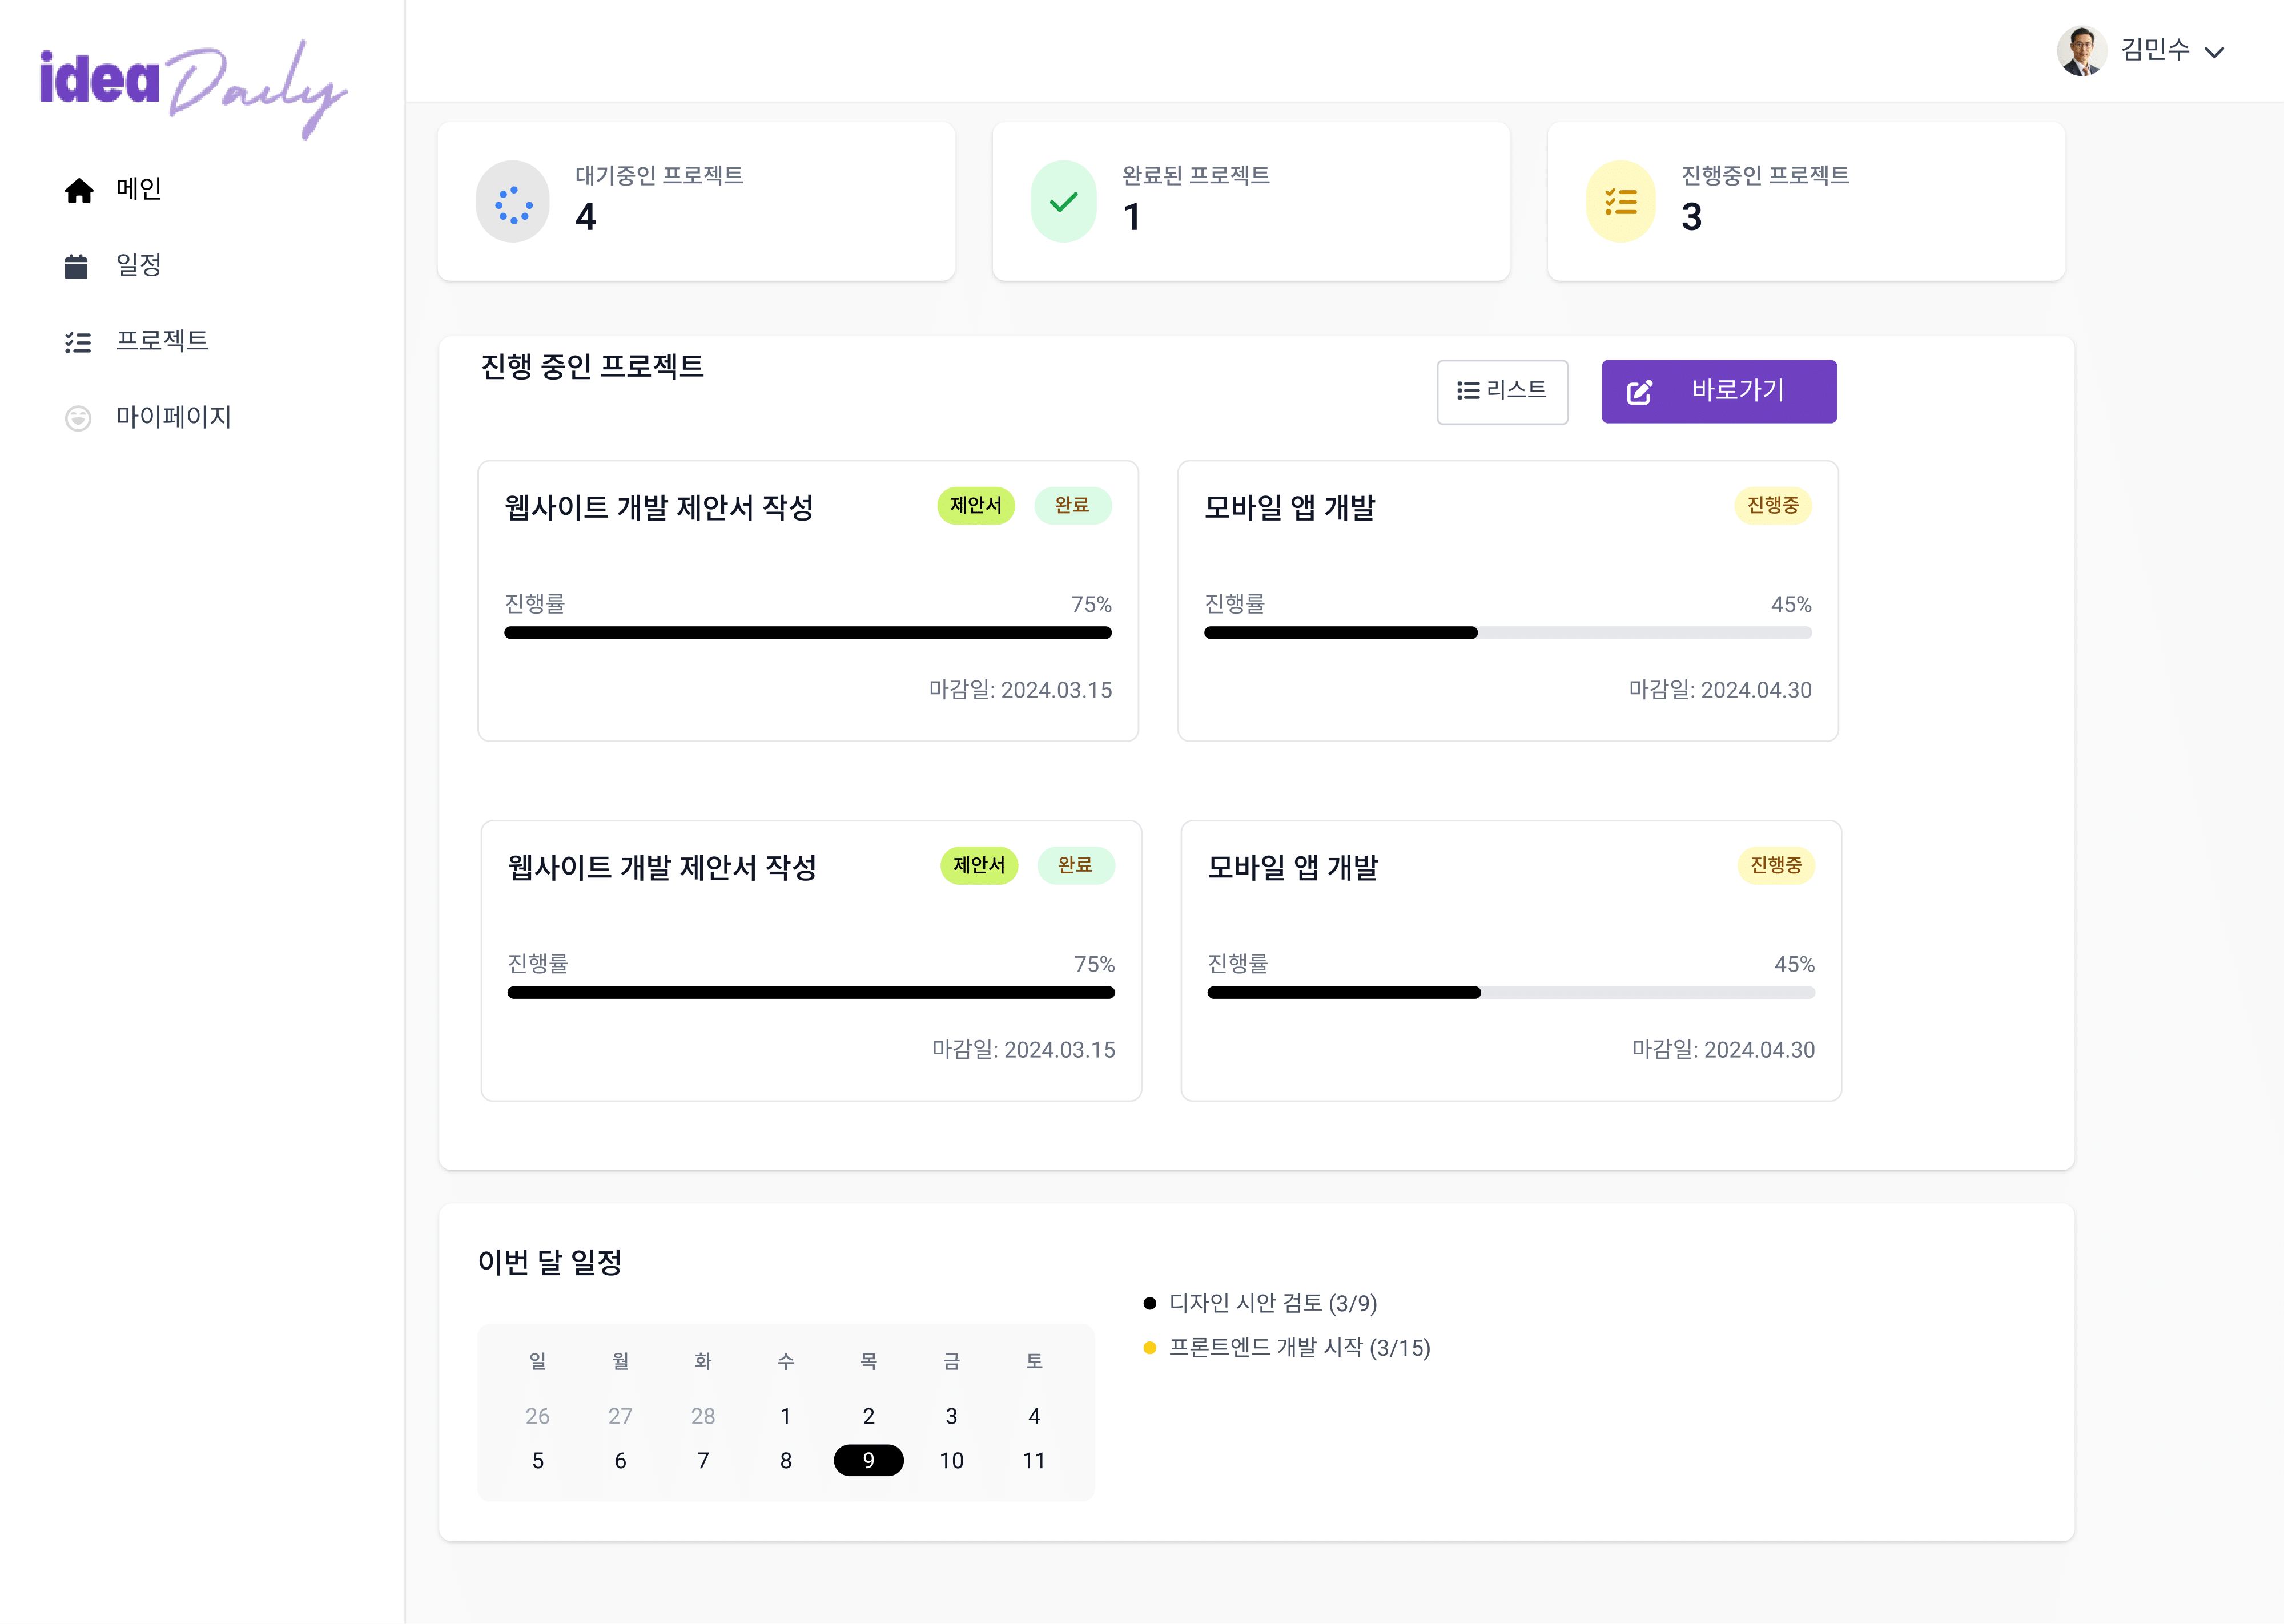 idea Daily
김민수
메인
일정
프로젝트
마이페이지
대기중인 프로젝트
4
완료된 프로젝트
1
진행중인 프로젝트
3
진행 중인 프로젝트
리스트
바로가기
웹사이트 개발 제안서 작성 제안서 완료
진행률 75%
마감일: 2024.03.15
모바일 앱 개발 진행중
진행률 45%
마감일: 2024.04.30
웹사이트 개발 제안서 작성 제안서 완료
진행률 75%
마감일: 2024.03.15
모바일 앱 개발 진행중
진행률 45%
마감일: 2024.04.30
이번 달 일정
일 월 화 수 목 금 토
26 27 28 1 2 3 4
5 6 7 8 9 10 11
디자인 시안 검토 (3/9)
프론트엔드 개발 시작 (3/15)